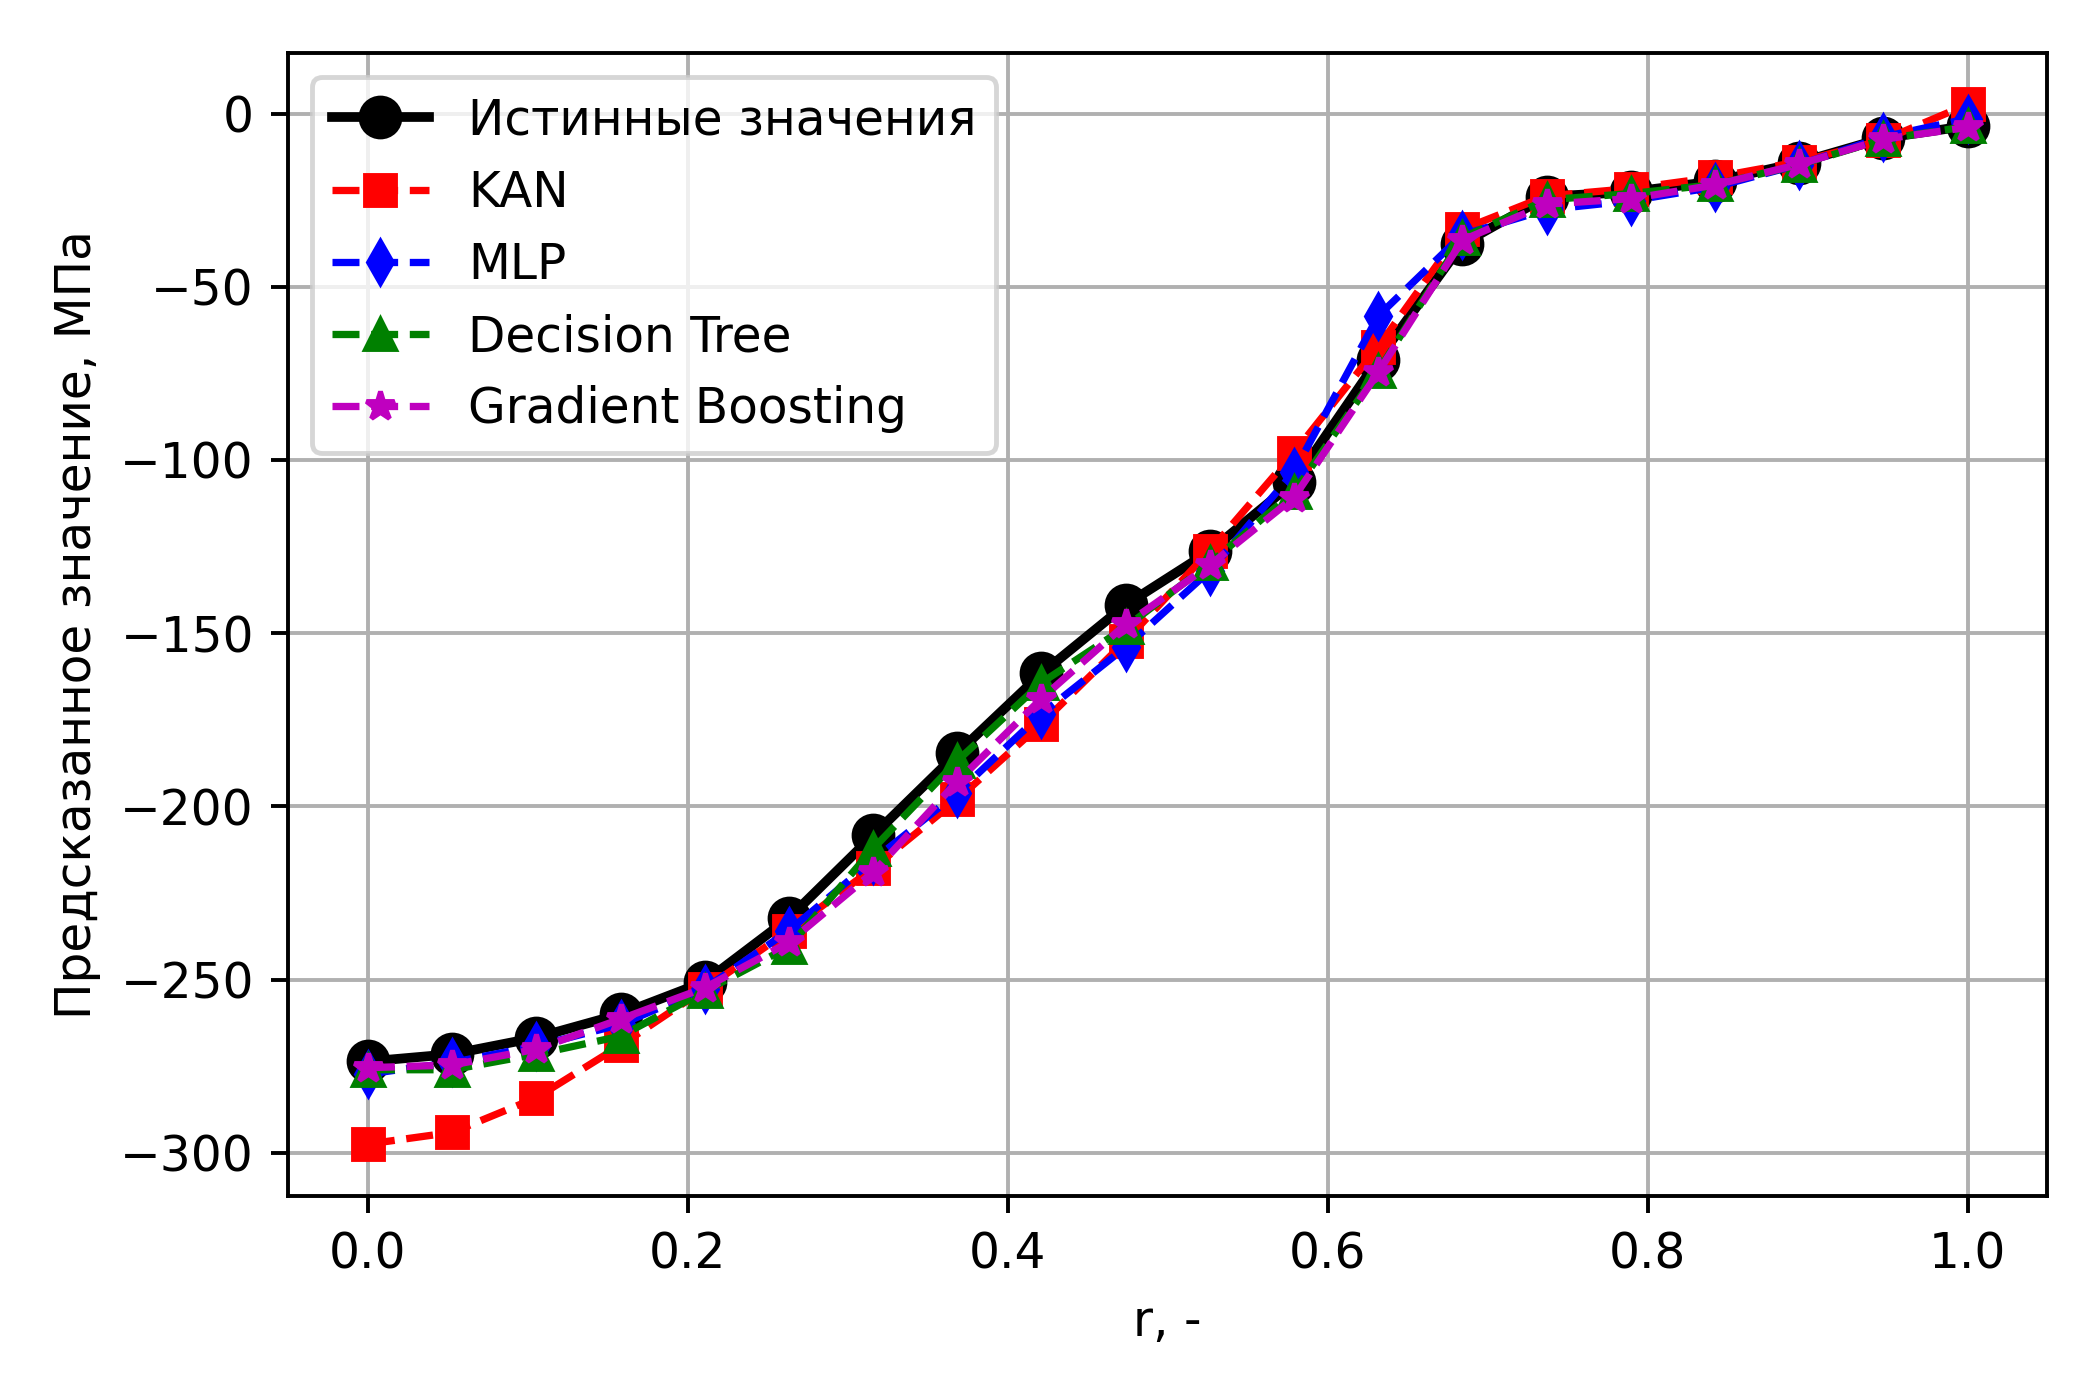 Истинные значения
KAN
MLP
Decision Tree
Gradient Boosting
Предсказанное значение, МПа
0
−50
−100
−150
−200
−250
−300
0.0 0.2 0.4 0.6 0.8 1.0
r, -